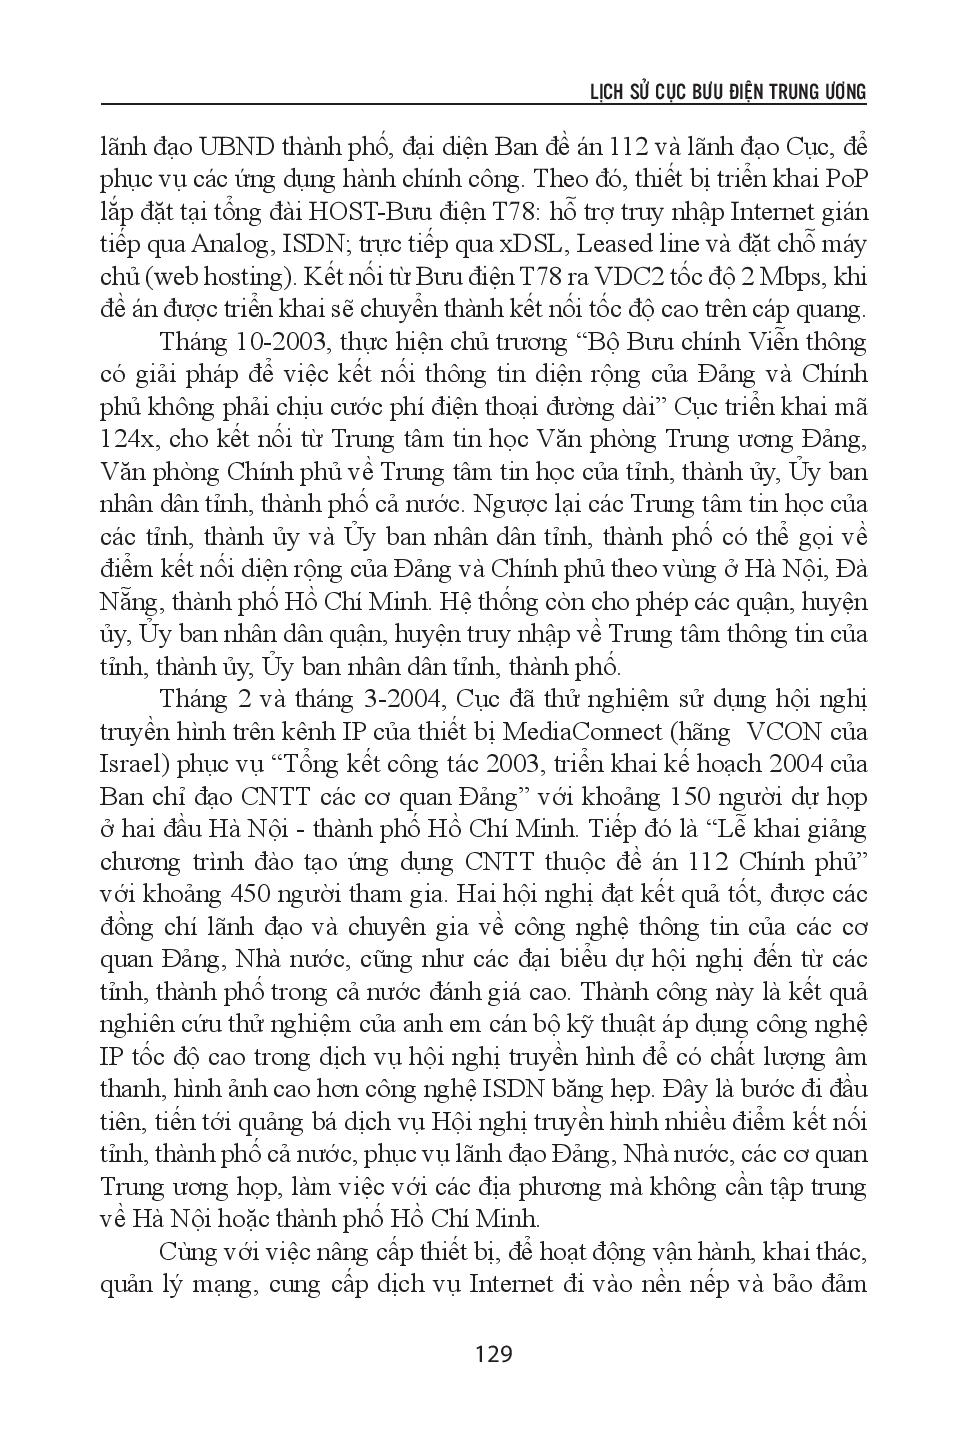 LỊCH SỬ CỤC BƯU ĐIỆN TRUNG ƯƠNG
lãnh đạo UBND thành phố, đại diện Ban đề án 112 và lãnh đạo Cục, để
phục vụ các ứng dụng hành chính công. Theo đó, thiết bị triển khai PoP
lắp đặt tại tổng đài HOST-Bưu điện T78: hỗ trợ truy nhập Internet gián
tiếp qua Analog, ISDN; trực tiếp qua xDSL, Leased line và đặt chỗ máy
chủ (web hosting). Kết nối từ Bưu điện T78 ra VDC2 tốc độ 2 Mbps, khi
đề án được triển khai sẽ chuyển thành kết nối tốc độ cao trên cáp quang.
Tháng 10-2003, thực hiện chủ trương “Bộ Bưu chính Viễn thông
có giải pháp để việc kết nối thông tin diện rộng của Đảng và Chính
phủ không phải chịu cước phí điện thoại đường dài” Cục triển khai mã
124x, cho kết nối từ Trung tâm tin học Văn phòng Trung ương Đảng,
Văn phòng Chính phủ về Trung tâm tin học của tỉnh, thành ủy, Ủy ban
nhân dân tỉnh, thành phố cả nước. Ngược lại các Trung tâm tin học của
các tỉnh, thành ủy và Ủy ban nhân dân tỉnh, thành phố có thể gọi về
điểm kết nối diện rộng của Đảng và Chính phủ theo vùng ở Hà Nội, Đà
Nẵng, thành phố Hồ Chí Minh. Hệ thống còn cho phép các quận, huyện
ủy, Ủy ban nhân dân quận, huyện truy nhập về Trung tâm thông tin của
tỉnh, thành ủy, Ủy ban nhân dân tỉnh, thành phố.
Tháng 2 và tháng 3-2004, Cục đã thử nghiệm sử dụng hội nghị
truyền hình trên kênh IP của thiết bị MediaConnect (hãng  VCON của
Israel) phục vụ “Tổng kết công tác 2003, triển khai kế hoạch 2004 của
Ban chỉ đạo CNTT các cơ quan Đảng” với khoảng 150 người dự họp
ở hai đầu Hà Nội - thành phố Hồ Chí Minh. Tiếp đó là “Lễ khai giảng
chương trình đào tạo ứng dụng CNTT thuộc đề án 112 Chính phủ”
với khoảng 450 người tham gia. Hai hội nghị đạt kết quả tốt, được các
đồng chí lãnh đạo và chuyên gia về công nghệ thông tin của các cơ
quan Đảng, Nhà nước, cũng như các đại biểu dự hội nghị đến từ các
tỉnh, thành phố trong cả nước đánh giá cao. Thành công này là kết quả
nghiên cứu thử nghiệm của anh em cán bộ kỹ thuật áp dụng công nghệ
IP tốc độ cao trong dịch vụ hội nghị truyền hình để có chất lượng âm
thanh, hình ảnh cao hơn công nghệ ISDN băng hẹp. Đây là bước đi đầu
tiên, tiến tới quảng bá dịch vụ Hội nghị truyền hình nhiều điểm kết nối
tỉnh, thành phố cả nước, phục vụ lãnh đạo Đảng, Nhà nước, các cơ quan
Trung ương họp, làm việc với các địa phương mà không cần tập trung
về Hà Nội hoặc thành phố Hồ Chí Minh.
Cùng với việc nâng cấp thiết bị, để hoạt động vận hành, khai thác,
quản lý mạng, cung cấp dịch vụ Internet đi vào nền nếp và bảo đảm
129